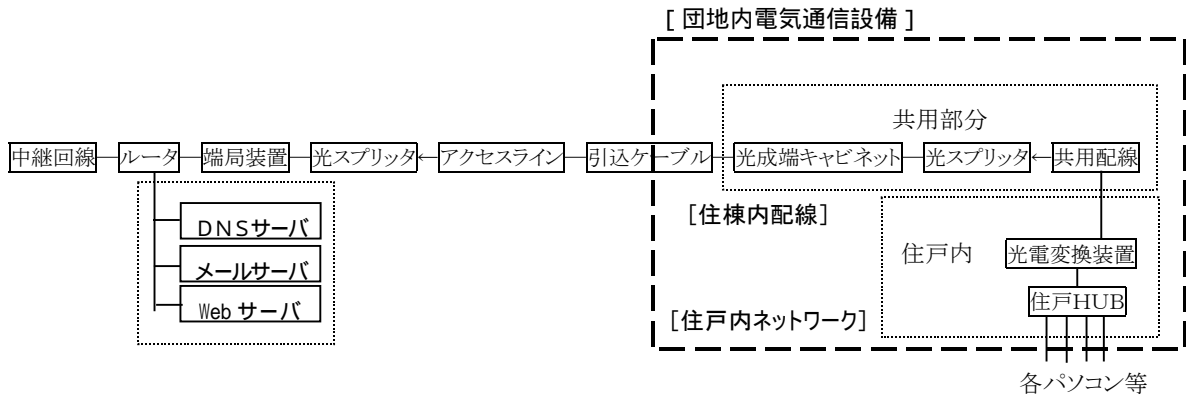 [ 団地内電気通信設備 ]
共用部分
中継回線 ルータ 端局装置 光スプリッタ アクセスライン 引込ケーブル 光成端キャビネット 光スプリッタ 共用配線
[住棟内配線]
DNSサーバ
メールサーバ
Web サーバ
住戸内 光電変換装置
住戸HUB
[住戸内ネットワーク]
各パソコン等